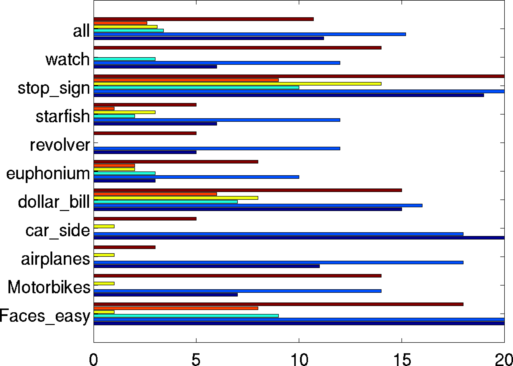 all
watch
stop_sign
starfish
revolver
euphonium
dollar_bill
car_side
airplanes
Motorbikes
Faces_easy
0 5 10 15 20